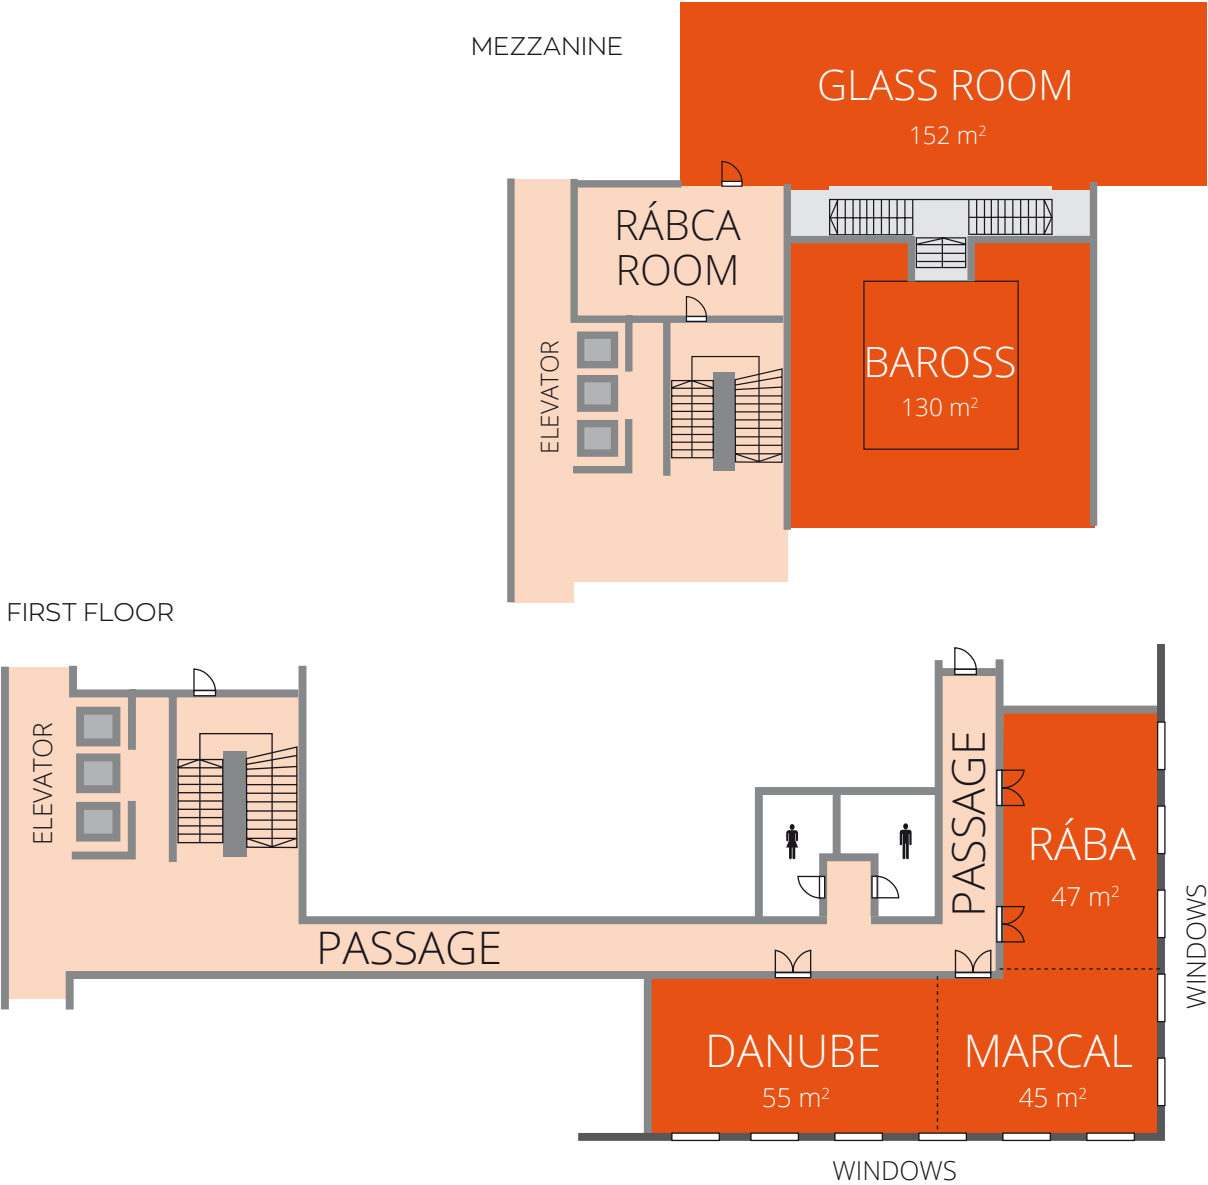 MEZZANINE
GLASS ROOM
152 m²
RÁBCA
ROOM
ELEVATOR
BAROSS
130 m²
FIRST FLOOR
ELEVATOR
PASSAGE
PASSAGE
RÁBA
47 m²
WINDOWS
DANUBE
55 m²
MARCAL
45 m²
WINDOWS